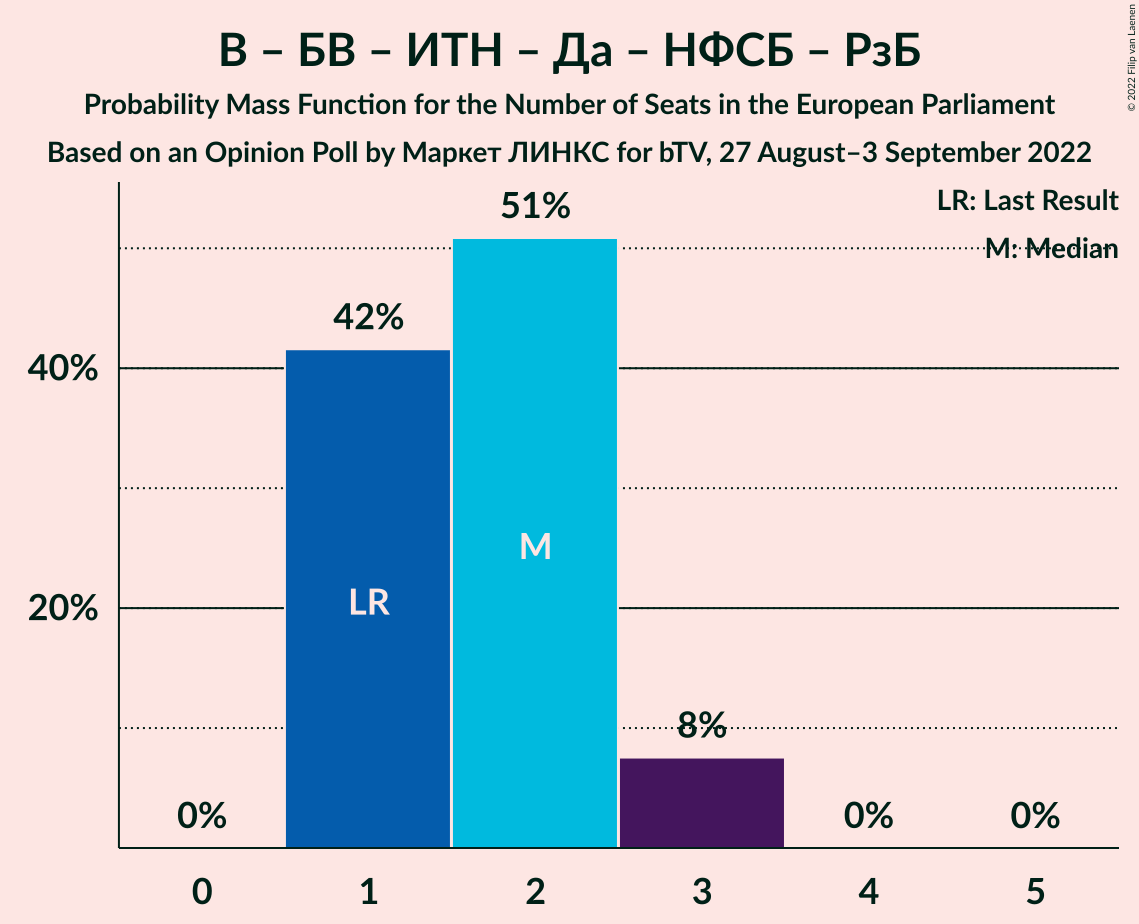 В – БВ – ИТН – Да – НФСБ – РзБ
Probability Mass Function for the Number of Seats in the European Parliament
Based on an Opinion Poll by Маркет ЛИНКС for bTV, 27 August–3 September 2022
© 2022 Filip van Laenen
LR: Last Result
M: Median
51%
42%
40%
M
LR
20%
8%
0%
0%
0%
0
1
2
3
4
5